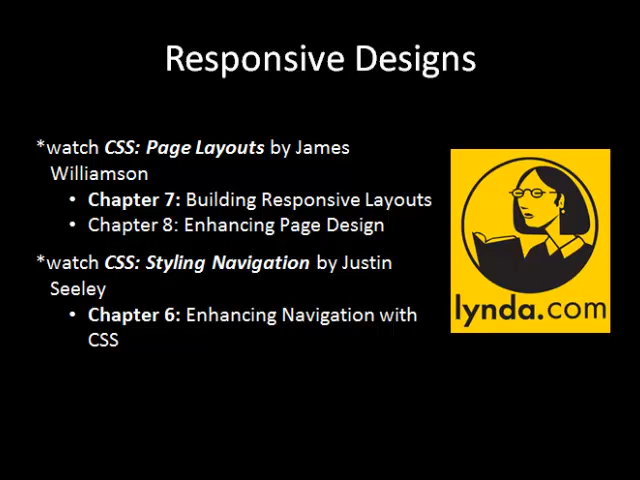 Responsive Designs
*watch CSS: Page Layouts by James
Williamson
• Chapter 7: Building Responsive Layouts
• Chapter 8: Enhancing Page Design
*watch CSS: Styling Navigation by Justin
Seeley
• Chapter 6: Enhancing Navigation with
CSS
lynda.com